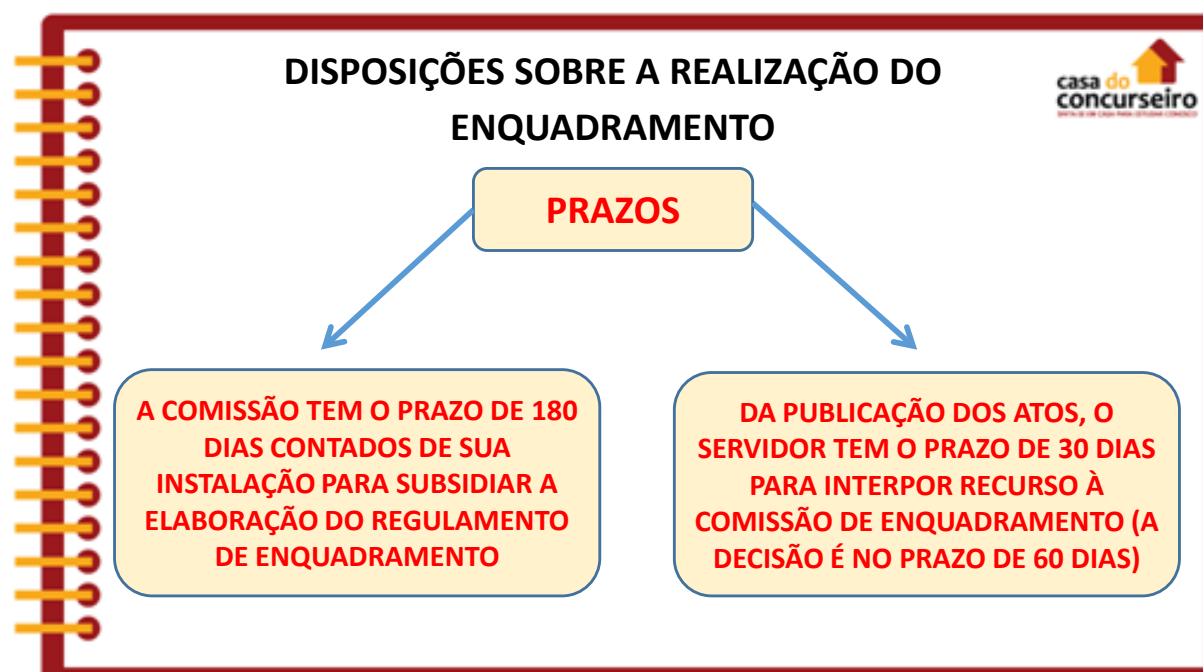 DISPOSIÇÕES SOBRE A REALIZAÇÃO DO
ENQUADRAMENTO
casa do
concurseiro
PRAZOS
A COMISSÃO TEM O PRAZO DE 180
DIAS CONTADOS DE SUA
INSTALAÇÃO PARA SUBSIDIAR A
ELABORAÇÃO DO REGULAMENTO
DE ENQUADRAMENTO
DA PUBLICAÇÃO DOS ATOS, O
SERVIDOR TEM O PRAZO DE 30 DIAS
PARA INTERPOR RECURSO À
COMISSÃO DE ENQUADRAMENTO (A
DECISÃO É NO PRAZO DE 60 DIAS)